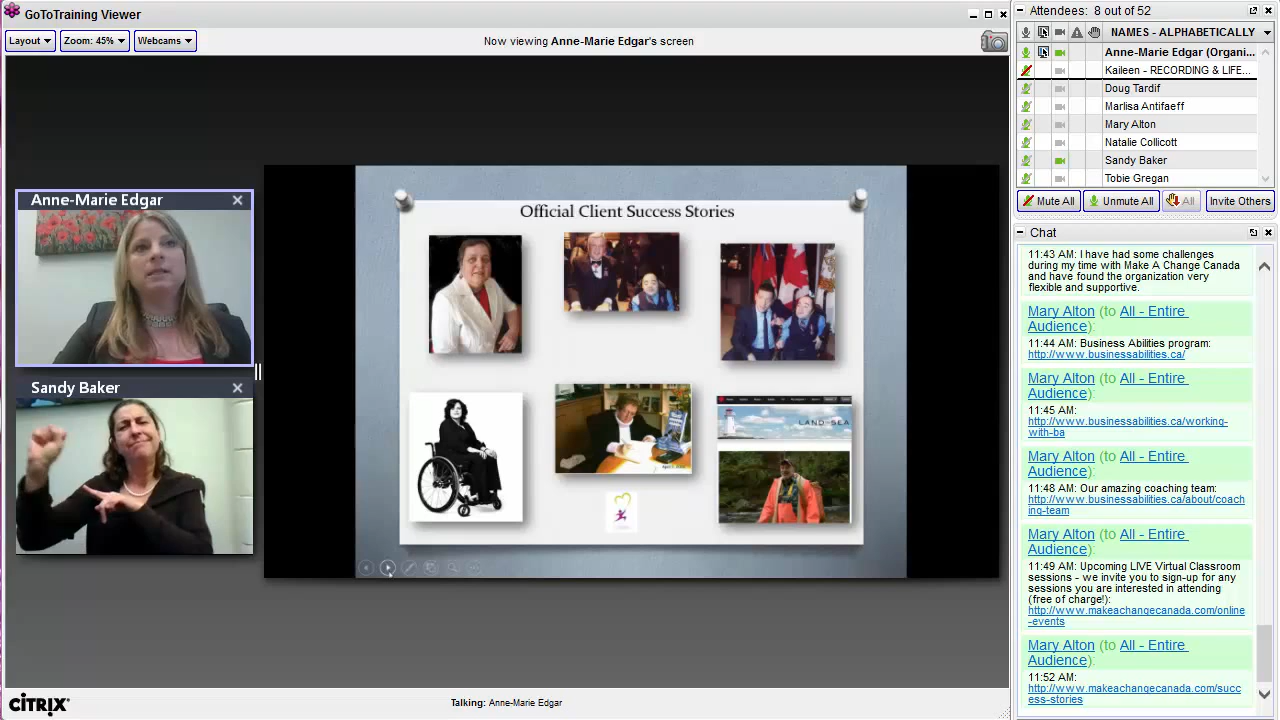 GoToTraining Viewer
Layout
Zoom: 45%
Webcams
Now viewing Anne-Marie Edgar's screen
Anne-Marie Edgar
Sandy Baker
Official Client Success Stories
LAND-SEA
CITRIX
Talking: Anne-Marie Edgar
Attendees: 8 out of 52
NAMES - ALPHABETICALLY
Anne-Marie Edgar (Organi...
Kaileen - RECORDING & LIFE...
Doug Tardif
Marlisa Antifaeff
Mary Alton
Natalie Collicott
Sandy Baker
Tobie Gregan
Mute All
Unmute All
All
Invite Others
Chat
11:43 AM: I have had some challenges
during my time with Make A Change Canada
and have found the organization very
flexible and supportive.
Mary Alton (to All - Entire
Audience):
11:44 AM: Business Abilities program:
http://www.businessabilities.ca/
Mary Alton (to All - Entire
Audience):
11:45 AM:
http://www.businessabilities.ca/working-
with-ba
Mary Alton (to All - Entire
Audience):
11:48 AM: Our amazing coaching team:
http://www.businessabilities.ca/about/coach
ing-team
Mary Alton (to All - Entire
Audience):
11:49 AM: Upcoming LIVE Virtual Classroom
sessions - we invite you to sign-up for any
sessions you are interested in attending
(free of charge!):
http://www.makeachangecanada.com/online
-events
Mary Alton (to All - Entire
Audience):
11:52 AM:
http://www.makeachangecanada.com/succ
ess-stories